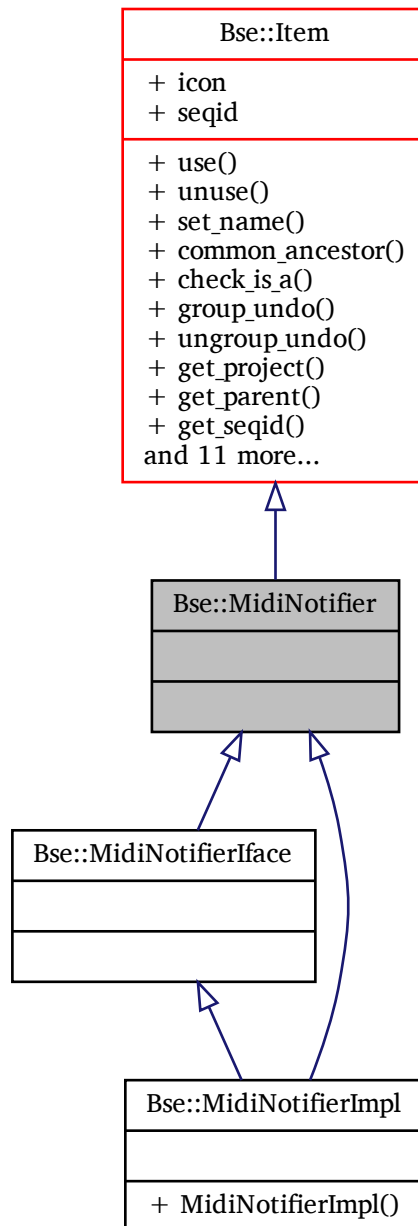 Bse::Item
+ icon
+ seqid
+ use()
+ unuse()
+ set_name()
+ common_ancestor()
+ check_is_a()
+ group_undo()
+ ungroup_undo()
+ get_project()
+ get_parent()
+ get_seqid()
and 11 more...
Bse::MidiNotifier
Bse::MidiNotifierIface
Bse::MidiNotifierImpl
+ MidiNotifierImpl()